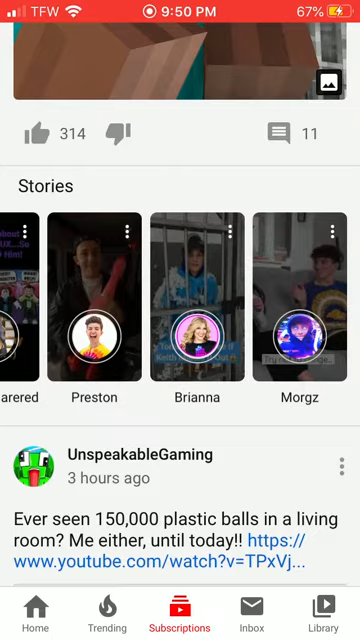 TFW 9:50 PM 67%
314 11
Stories
arered Preston Brianna Morgz
UnspeakableGaming
3 hours ago
Ever seen 150,000 plastic balls in a living
room? Me either, until today!! https://
www.youtube.com/watch?v=TPxVj...
Home Trending Subscriptions Inbox Library